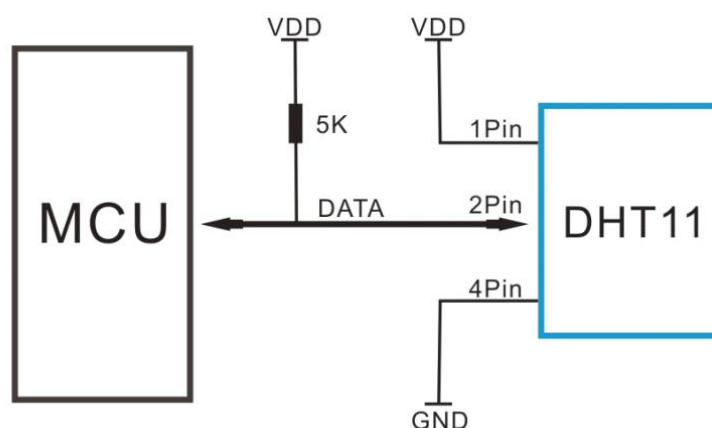 VDD
VDD
5K
1Pin
MCU
DATA
2Pin
DHT11
4Pin
GND